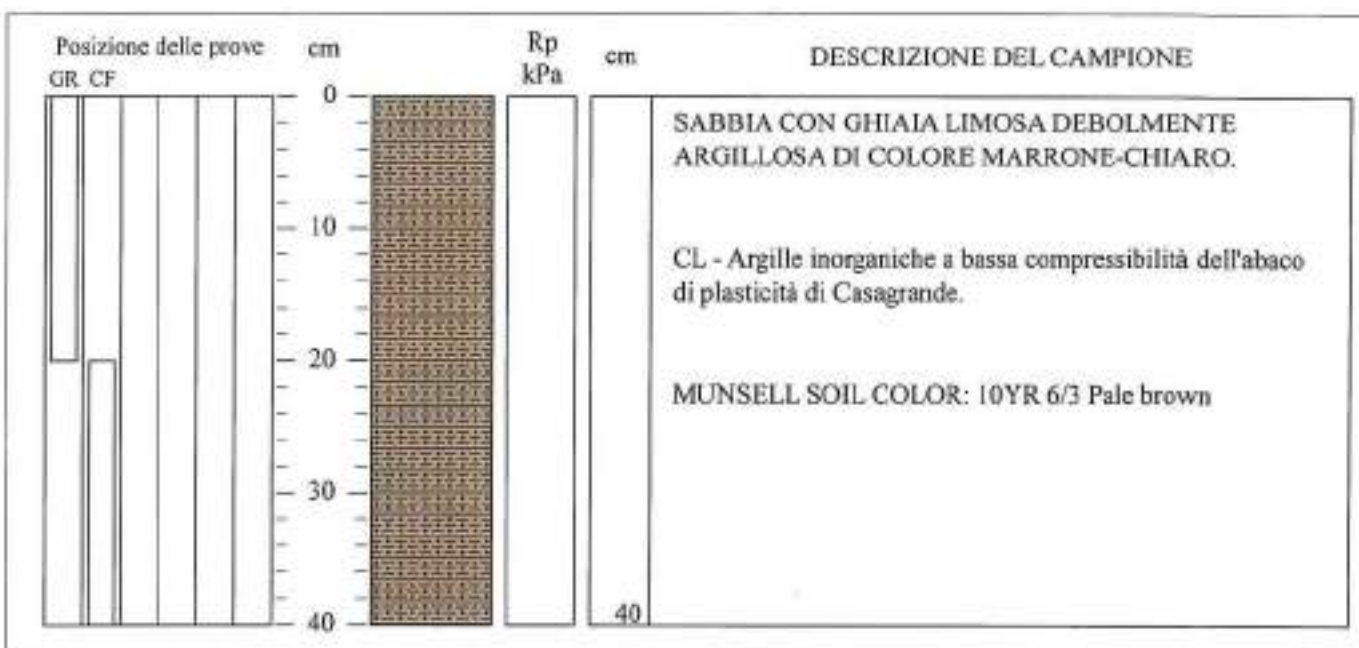 Posizione delle prove
GR CF
cm
Rp
kPa
cm
DESCRIZIONE DEL CAMPIONE
0
10
20
30
40
40
SABBIA CON GHIAIA LIMOSA DEBOLMENTE
ARGILLOSA DI COLORE MARRONE-CHIARO.
CL - Argille inorganiche a bassa compressibilità dell'abaco
di plasticità di Casagrande.
MUNSELL SOIL COLOR: 10YR 6/3 Pale brown